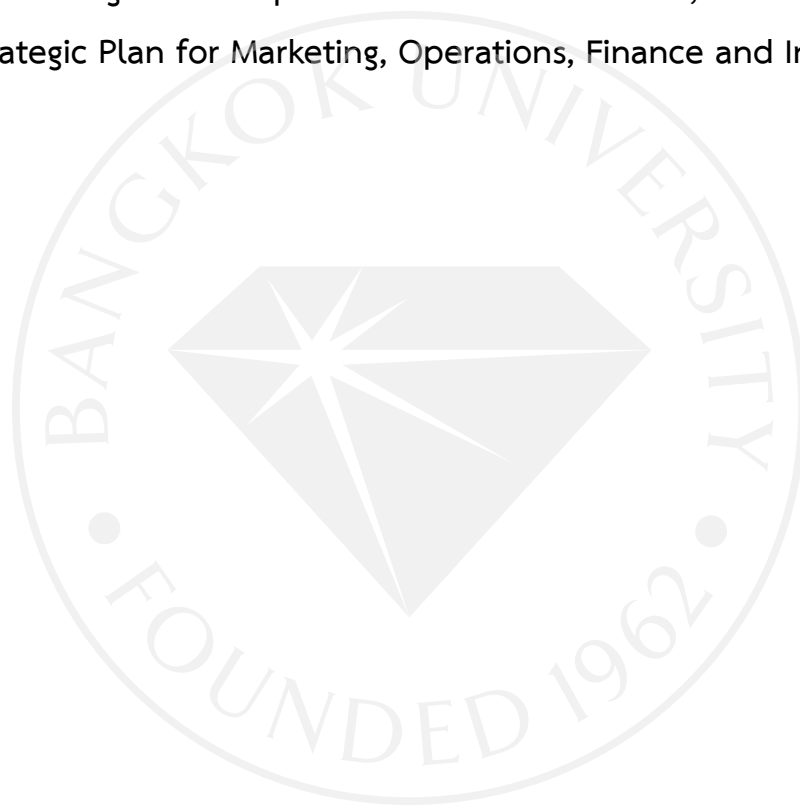 ategic Plan for Marketing, Operations, Finance and
BANGKOK UNIVERSITY
FOUNDED 1962